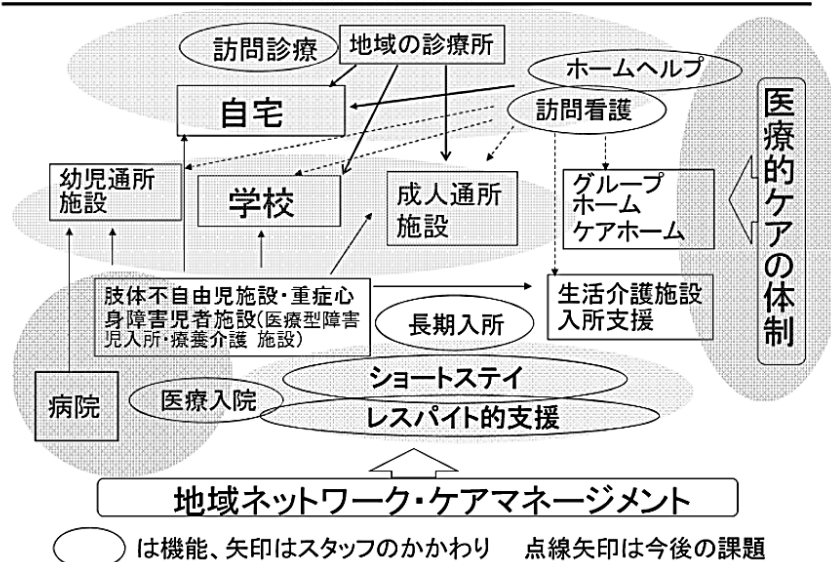 訪問診療
地域の診療所
ホームヘルプ
訪問看護
自宅
医療的ケアの体制
幼児通所
施設
学校
成人通所
施設
グループ
ホーム
ケアホーム
肢体不自由児施設・重症心
身障害児者施設(医療型障害
児入所・療養介護 施設)
長期入所
生活介護施設
入所支援
病院
医療入院
ショートステイ
レスパイト的支援
地域ネットワーク・ケアマネージメント
は機能、矢印はスタッフのかかわり 点線矢印は今後の課題